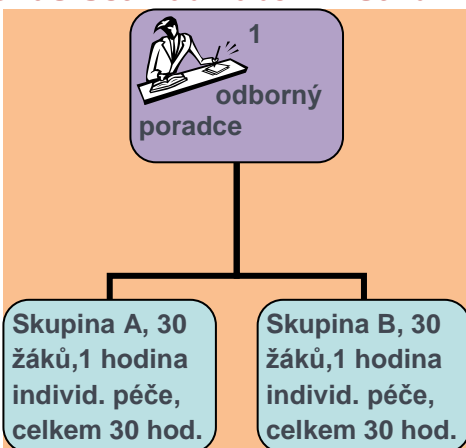 1
odborný
poradce
Skupina A, 30
žáků,1 hodina
individ. péče,
celkem 30 hod.
Skupina B, 30
žáků,1 hodina
individ. péče,
celkem 30 hod.